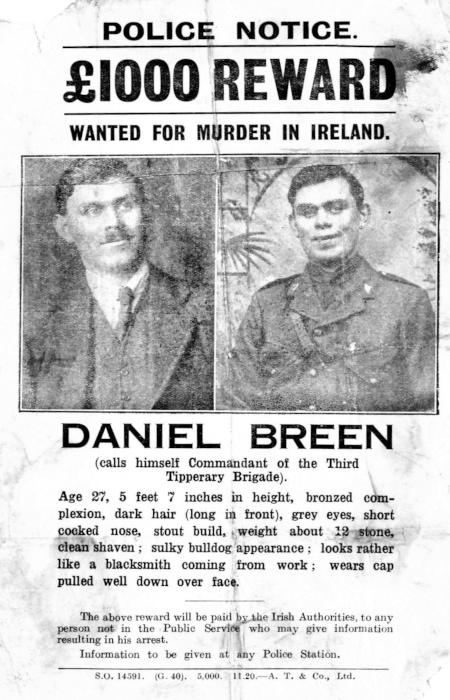 POLICE NOTICE.
£1000 REWARD
WANTED FOR MURDER IN IRELAND.
DANIEL BREEN
(calls himself Commandant of the Third
Tipperary Brigade).
Age 27, 5 feet 7 inches in height, bronzed com-
plexion, dark hair (long in front), grey eyes, short
cocked nose, stout build, weight about 12 stone,
clean shaven; sulky bulldog appearance; looks rather
like a blacksmith coming from work; wears cap
pulled well down over face.
The above reward will be paid by the Irish Authorities, to any
person not in the Public Service who may give information
resulting in his arrest.
Information to be given at any Police Station.
S.O. 14591. (G. 40). 5,000. 11.20.—A. T. & Co., Ltd.